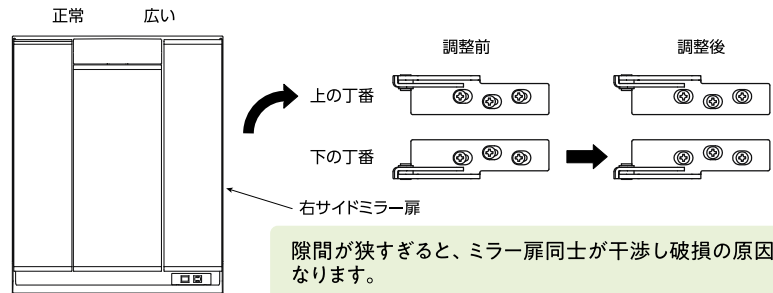 正常 広い
調整前 調整後
上の丁番
下の丁番
右サイドミラー扉
隙間が狭すぎると、ミラー扉同士が干渉し破損の原因
なります。